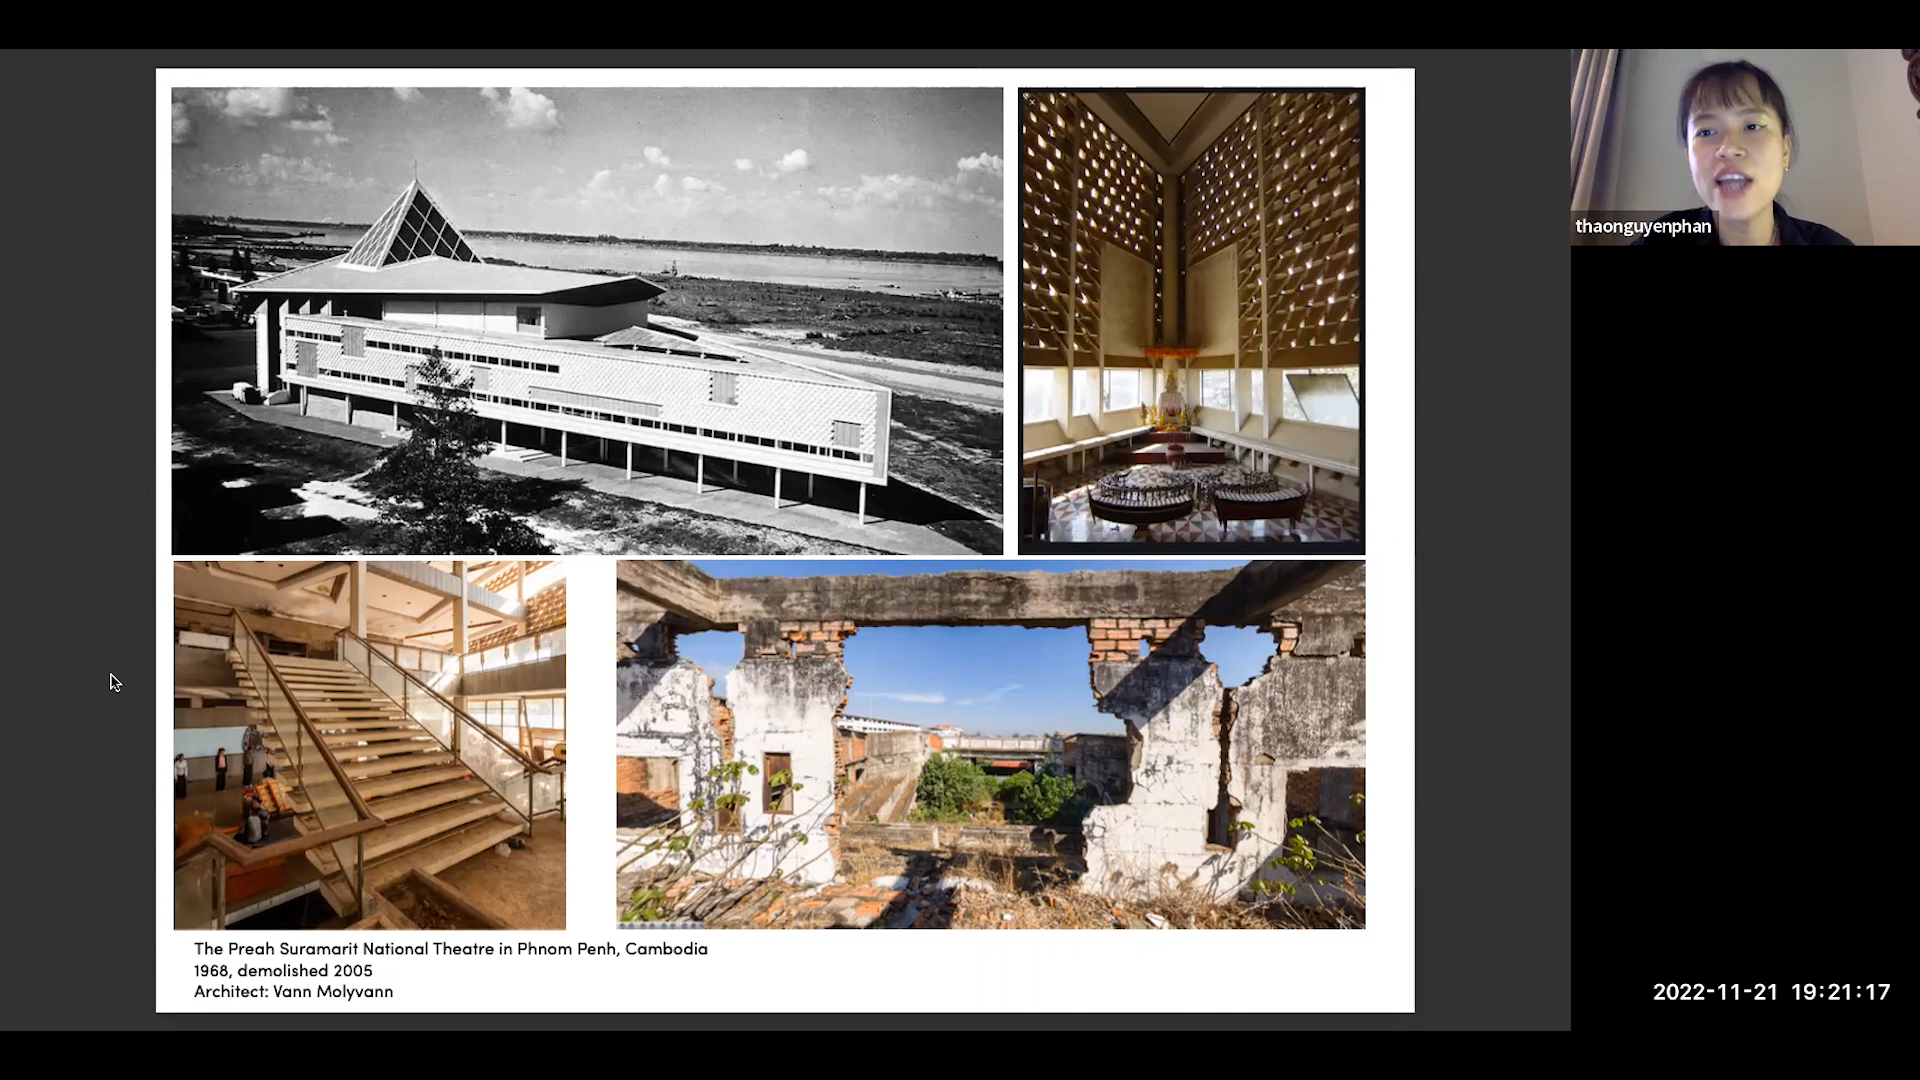 thaonguyenphan
The Preah Suramarit National Theatre in Phnom Penh, Cambodia
1968, demolished 2005
Architect: Vann Molyvann
2022-11-21 19:21:17